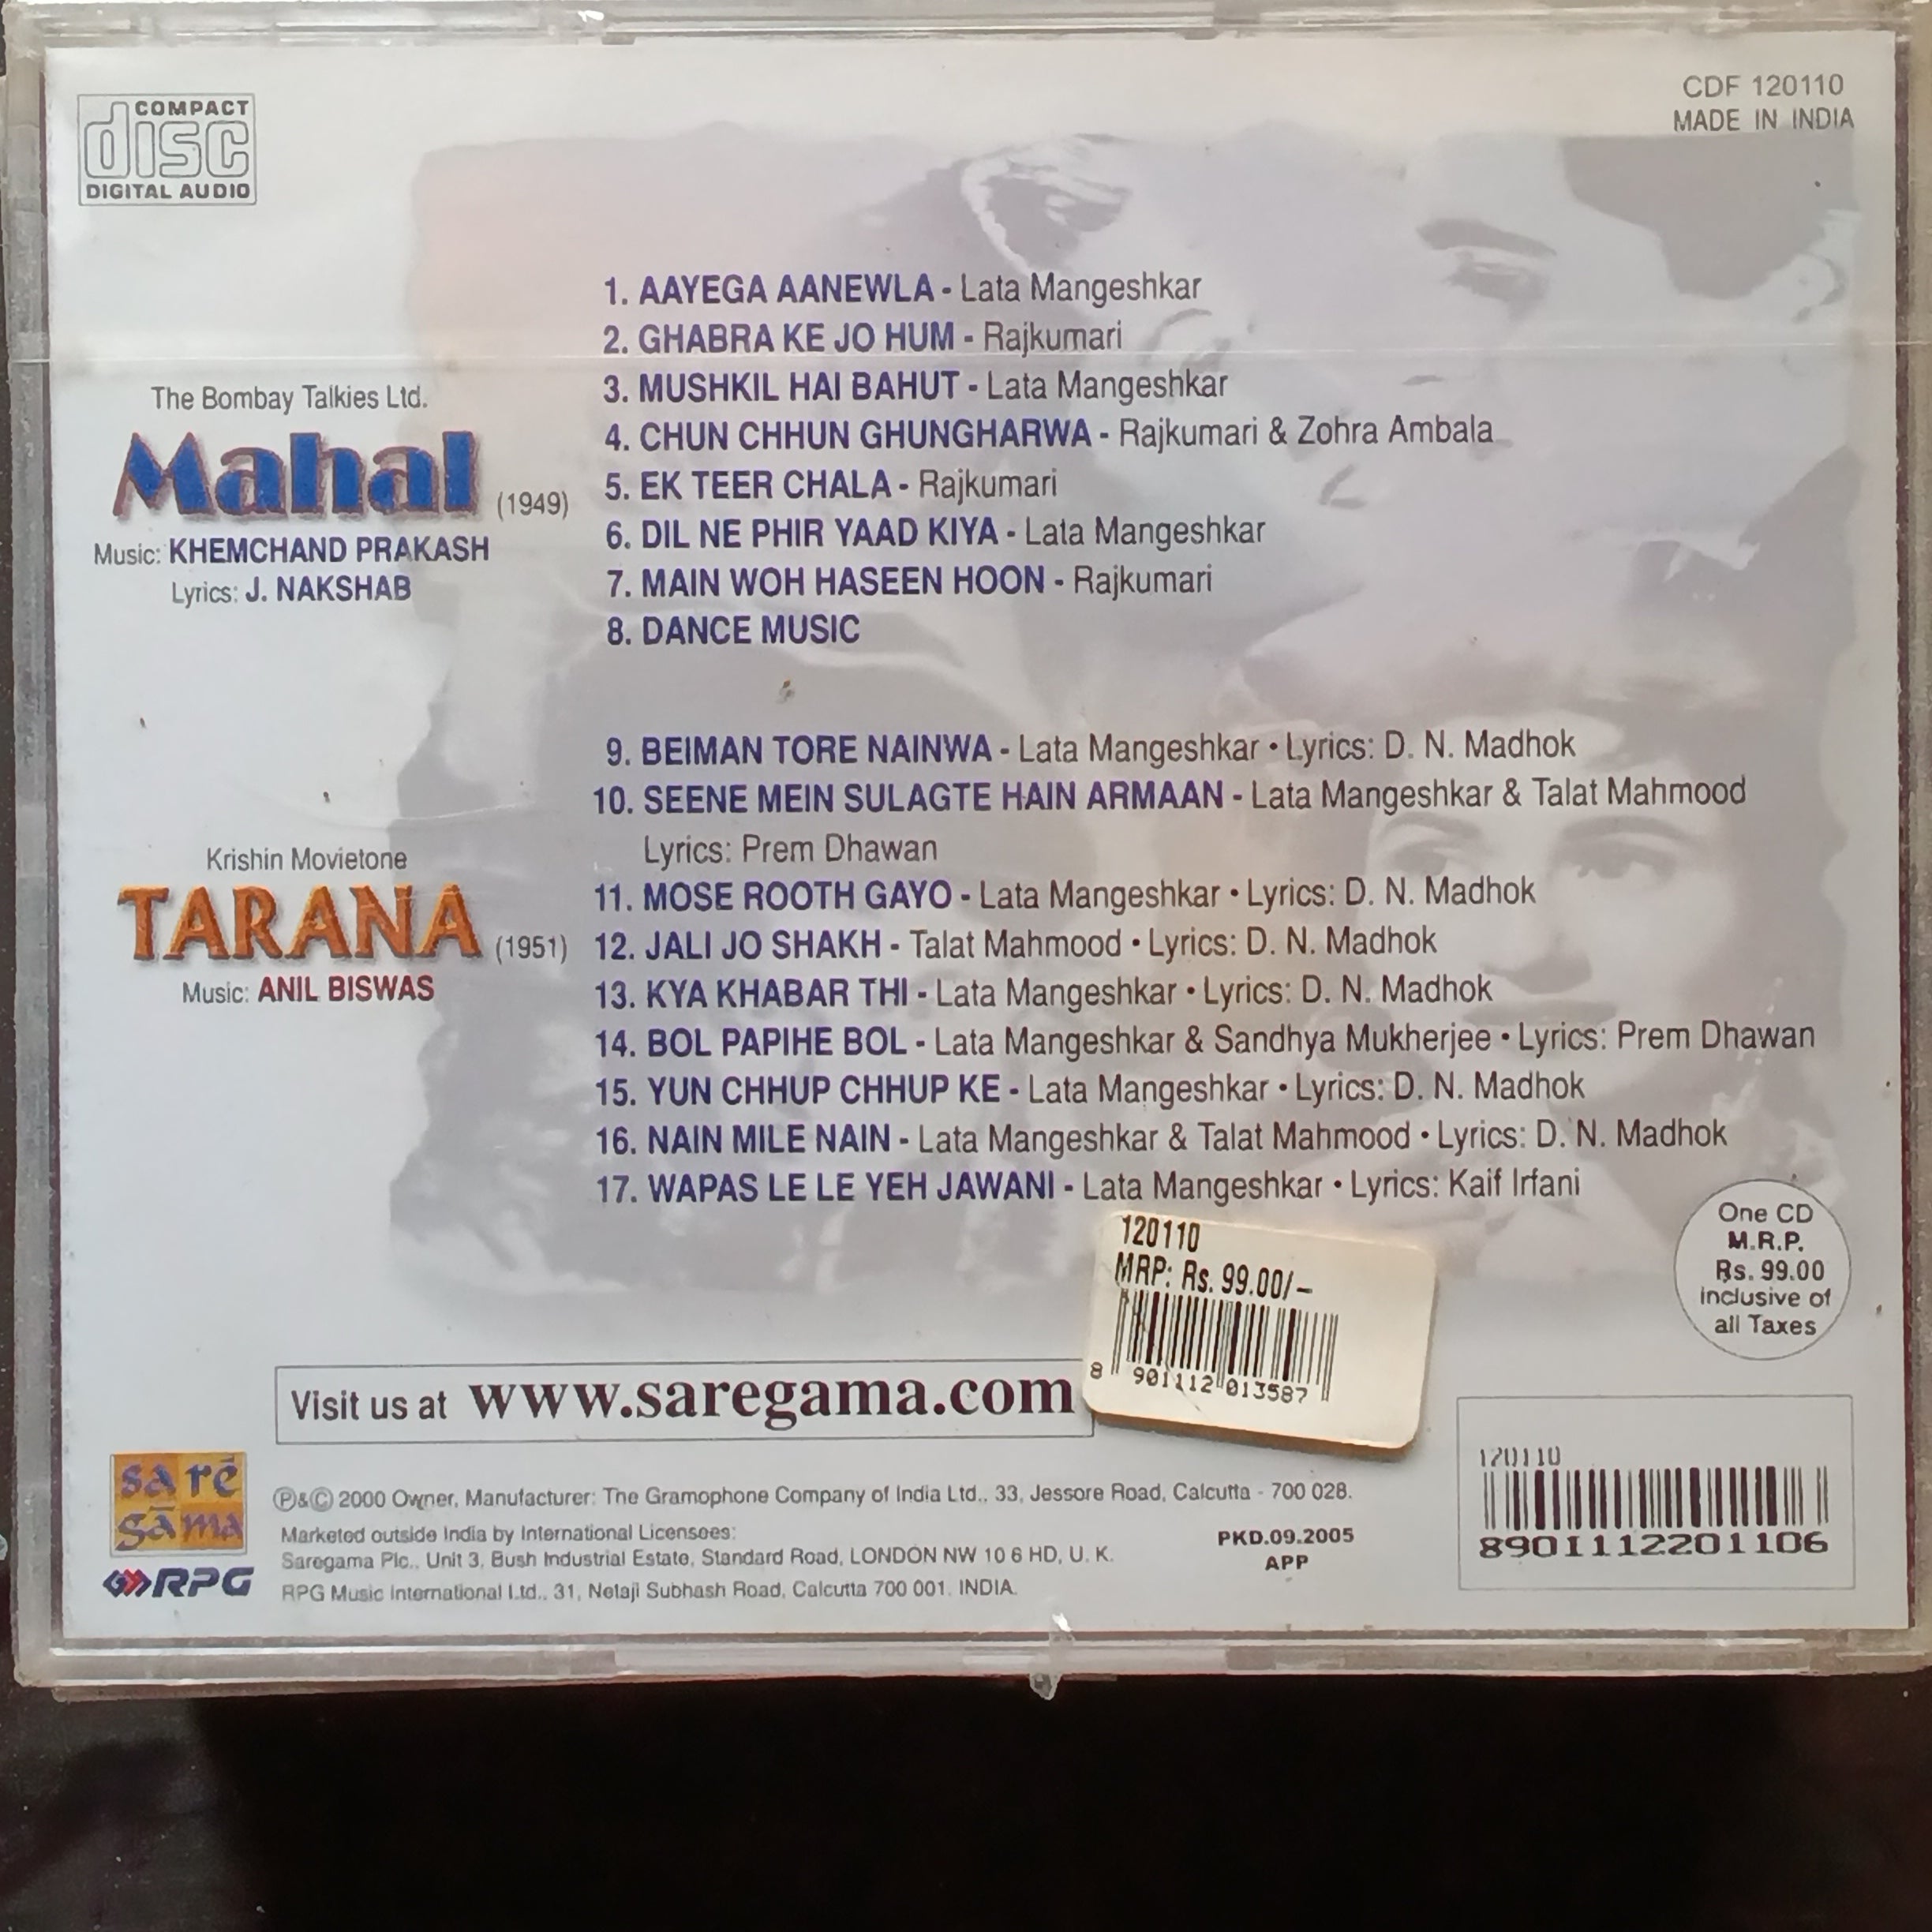 COMPACT
disc
DIGITAL AUDIO
CDF 120110
MADE IN INDIA
The Bombay Talkies Ltd.
Mahal (1949)
Music: KHEMCHAND PRAKASH
Lyrics: J. NAKSHAB
1. AAYEGA AANEWLA - Lata Mangeshkar
2. GHABRA KE JO HUM - Rajkumari
3. MUSHKIL HAI BAHUT - Lata Mangeshkar
4. CHUN CHHUN GHUNGHARWA - Rajkumari & Zohra Ambala
5. EK TEER CHALA - Rajkumari
6. DIL NE PHIR YAAD KIYA - Lata Mangeshkar
7. MAIN WOH HASEEN HOON - Rajkumari
8. DANCE MUSIC
Krishin Movietone
TARANA (1951)
Music: ANIL BISWAS
9. BEIMAN TORE NAINWA - Lata Mangeshkar • Lyrics: D. N. Madhok
10. SEENE MEIN SULAGTE HAIN ARMAAN - Lata Mangeshkar & Talat Mahmood
Lyrics: Prem Dhawan
11. MOSE ROOTH GAYO - Lata Mangeshkar • Lyrics: D. N. Madhok
12. JALI JO SHAKH - Talat Mahmood • Lyrics: D. N. Madhok
13. KYA KHABAR THI - Lata Mangeshkar • Lyrics: D. N. Madhok
14. BOL PAPIHE BOL - Lata Mangeshkar & Sandhya Mukherjee • Lyrics: Prem Dhawan
15. YUN CHHUP CHHUP KE - Lata Mangeshkar • Lyrics: D. N. Madhok
16. NAIN MILE NAIN - Lata Mangeshkar & Talat Mahmood • Lyrics: D. N. Madhok
17. WAPAS LE LE YEH JAWANI - Lata Mangeshkar • Lyrics: Kaif Irfani
120110
MRP: Rs. 99.00/-
8 901112 013587
One CD
M.R.P.
Rs. 99.00
inclusive of
all Taxes
Visit us at www.saregama.com
sa rē
gāma
RPG
℗&© 2000 Owner, Manufacturer: The Gramophone Company of India Ltd., 33, Jessore Road, Calcutta - 700 028.
Marketed outside India by International Licensees:
Saregama Plc., Unit 3, Bush Industrial Estate, Standard Road, LONDON NW 10 6 HD, U. K.
RPG Music International Ltd., 31, Netaji Subhash Road, Calcutta 700 001. INDIA.
PKD.09.2005
APP
120110
8901112201106